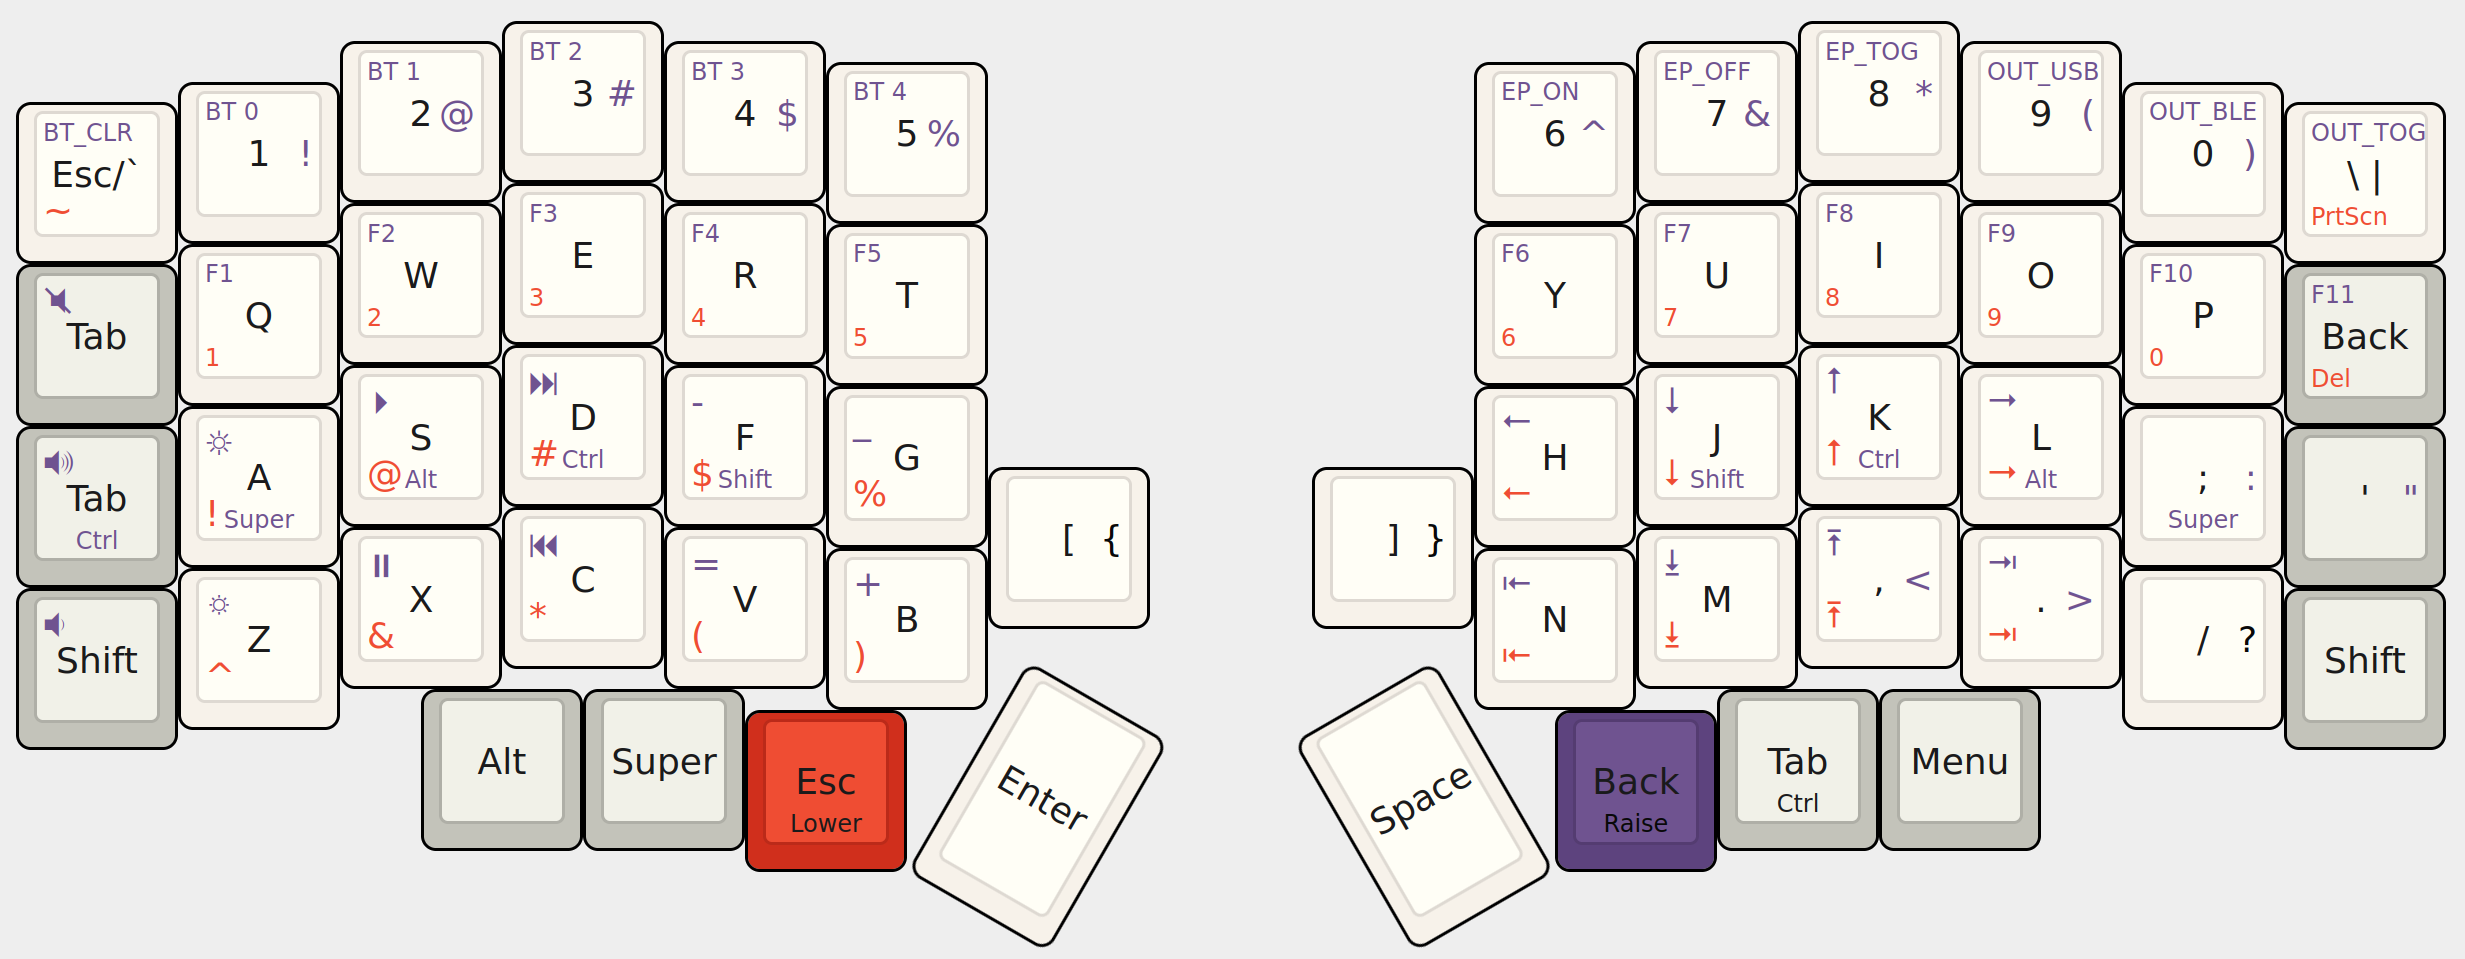 BT_CLR
Esc/`
~
BT 0
1 !
BT 1
2 @
BT 2
3 #
BT 3
4 $
BT 4
5 %
EP_ON
6 ^
EP_OFF
7 &
EP_TOG
8 *
OUT_USB
9 (
OUT_BLE
0 )
OUT_TOG
\ |
PrtScn
Tab
F1
Q
1
F2
W
2
F3
E
3
F4
R
4
F5
T
5
F6
Y
6
F7
U
7
F8
I
8
F9
O
9
F10
P
0
F11
Back
Del
Tab
Ctrl
A
! Super
S
@ Alt
D
# Ctrl
-
F
$ Shift
_
G
%
[ {
] }
←
H
←
↓
J
↓ Shift
↑
K
↑ Ctrl
→
L
→ Alt
; :
Super
' "
Shift
Z
^
X
&
C
*
=
V
(
+
B
)
⇤
N
⇤
⤓
M
⤓
⤒
, <
⤒
⇥
. >
⇥
/ ?
Shift
Alt
Super
Esc
Lower
Enter
Space
Back
Raise
Tab
Ctrl
Menu